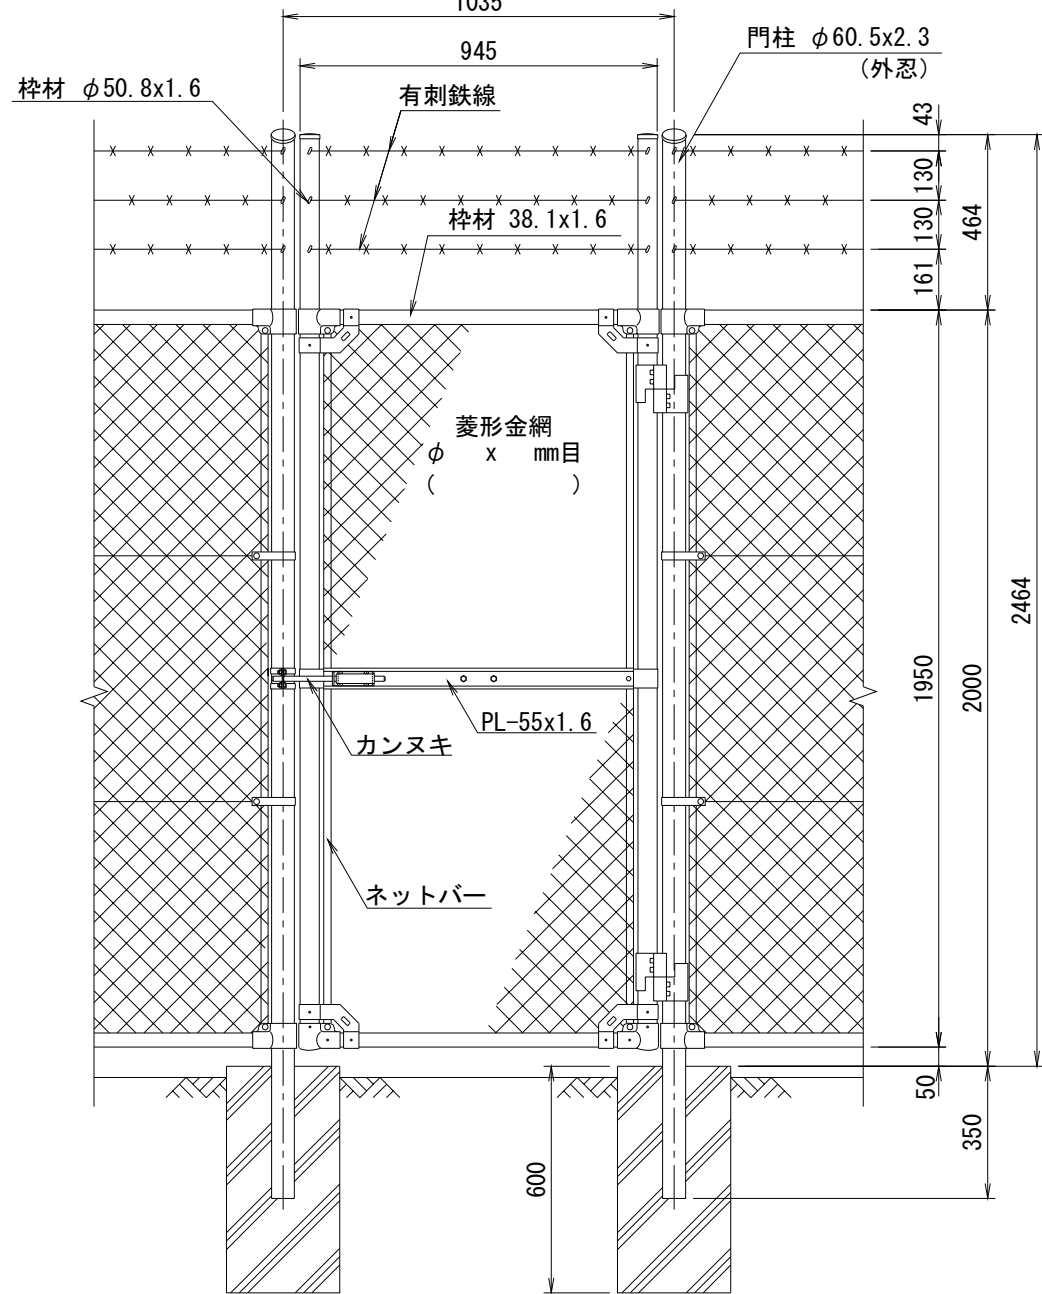 1035
945
門柱 φ60.5x2.3
(外忍)
枠材 φ50.8x1.6
有刺鉄線
枠材 38.1x1.6
43
130
130
161
464
菱形金網
φ x mm目
( )
2464
1950
2000
PL-55x1.6
カンヌキ
ネットバー
50
350
600